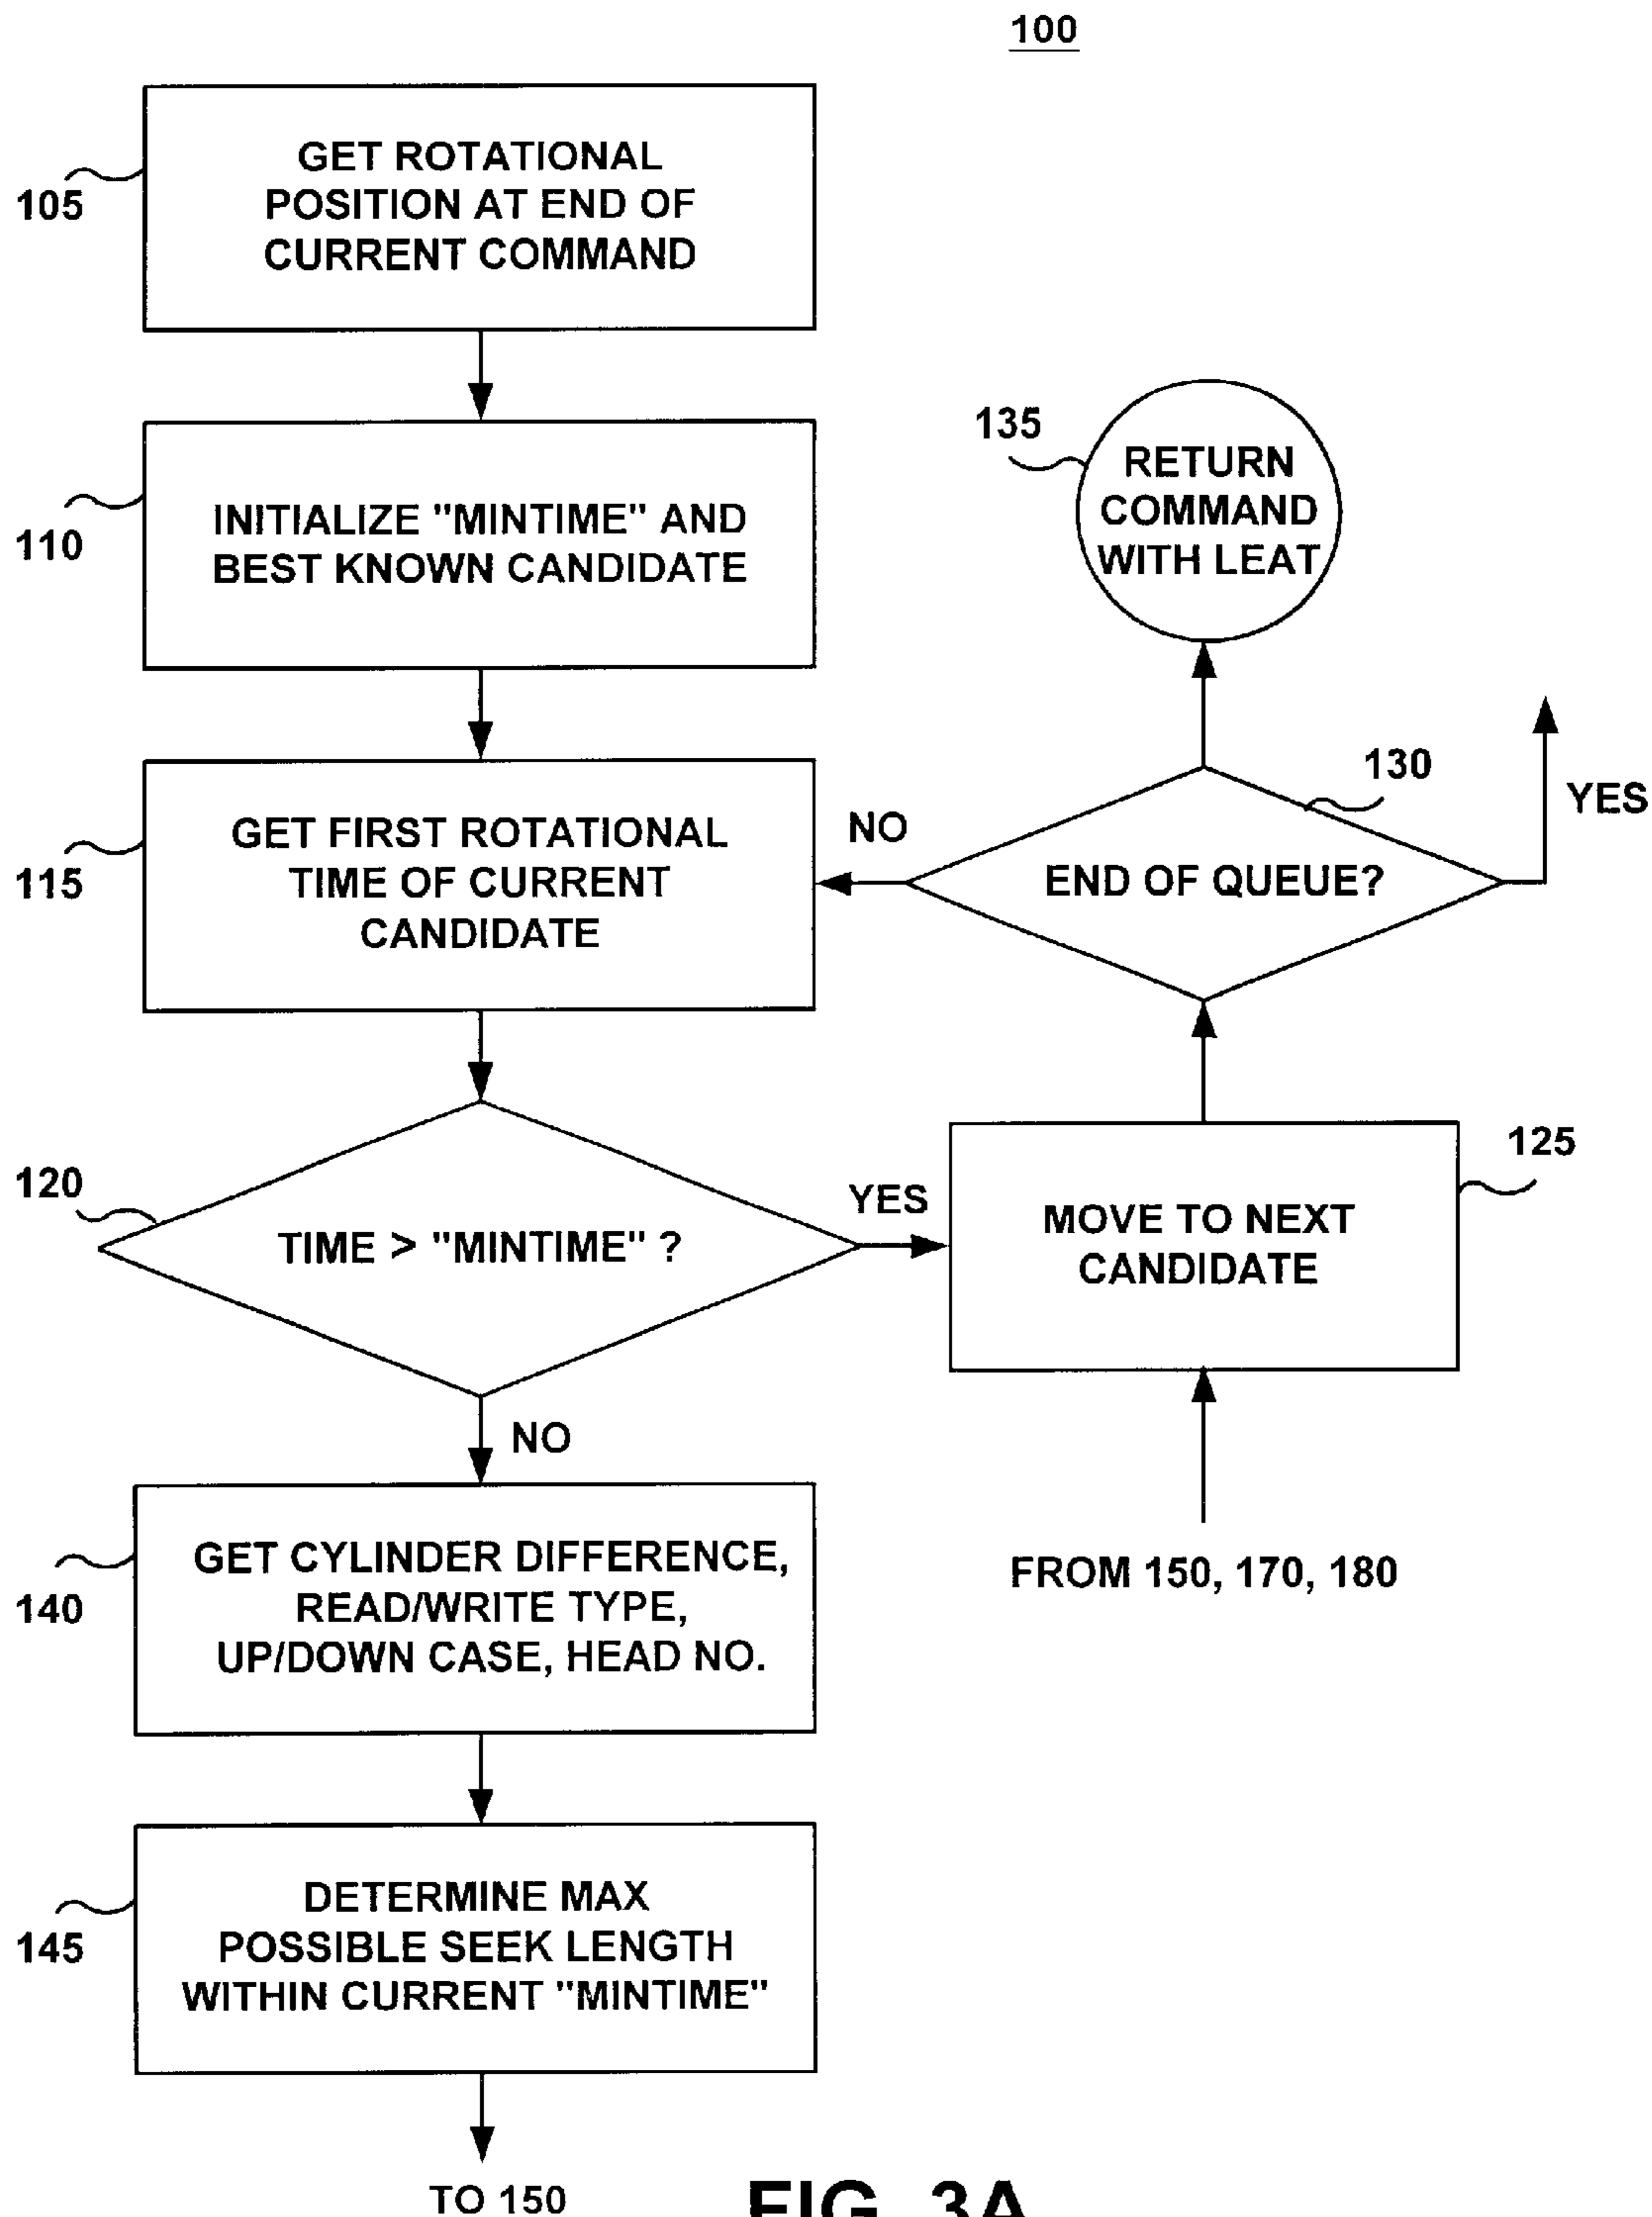 100
GET ROTATIONAL
POSITION AT END OF
CURRENT COMMAND
105
INITIALIZE "MINTIME" AND
BEST KNOWN CANDIDATE
110
135
RETURN
COMMAND
WITH LEAT
GET FIRST ROTATIONAL
TIME OF CURRENT
CANDIDATE
115
NO
END OF QUEUE?
130
YES
120
TIME > "MINTIME" ?
YES
MOVE TO NEXT
CANDIDATE
125
NO
FROM 150, 170, 180
GET CYLINDER DIFFERENCE,
READ/WRITE TYPE,
UP/DOWN CASE, HEAD NO.
140
DETERMINE MAX
POSSIBLE SEEK LENGTH
WITHIN CURRENT "MINTIME"
145
TO 150
FIG. 3A